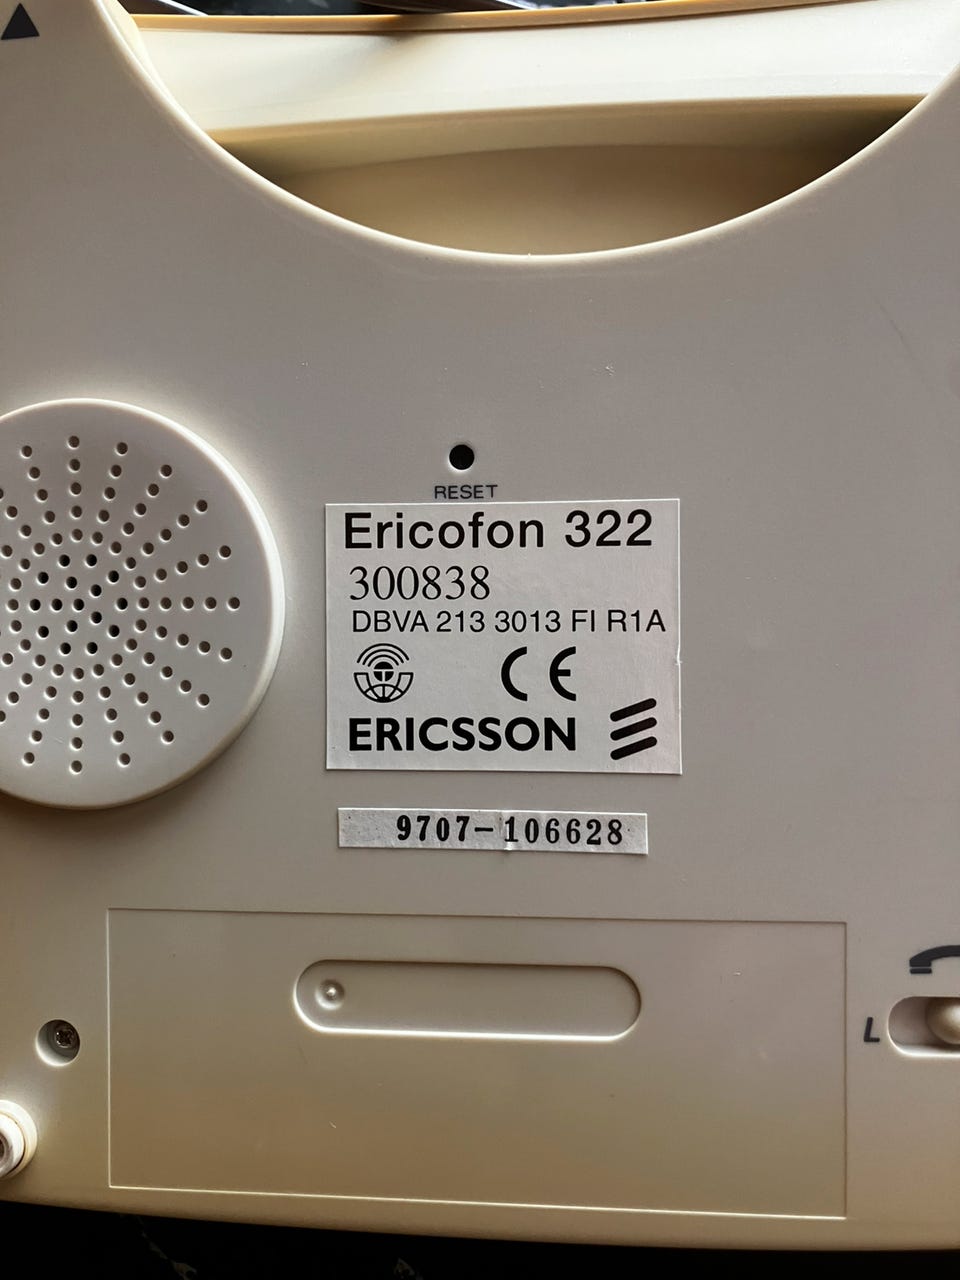 RESET
Ericofon 322
300838
DBVA 213 3013 FI R1A
CE
ERICSSON
9707-106628
L